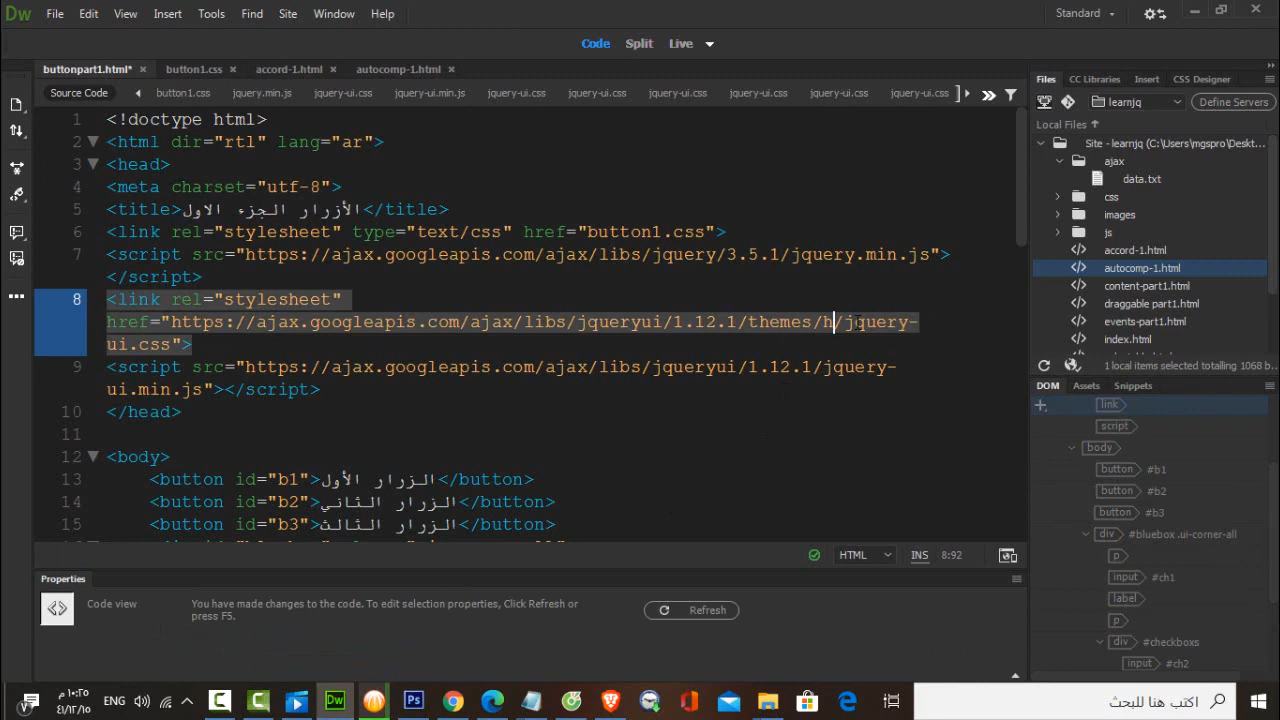 Dw File Edit View Insert Tools Find Site Window Help Standard
Code Split Live
buttonpart1.html* button1.css accord-1.html autocomp-1.html
Source Code button1.css jquery.min.js jquery-ui.css jquery-ui.min.js jquery-ui.css jquery-ui.css jquery-ui.css jquery-ui.css jquery-ui.css jquery-ui.css
1 <!doctype html>
2 <html dir="rtl" lang="ar">
3 <head>
4 <meta charset="utf-8">
5 <title>الأزرار الجزء الاول</title>
6 <link rel="stylesheet" type="text/css" href="button1.css">
7 <script src="https://ajax.googleapis.com/ajax/libs/jquery/3.5.1/jquery.min.js">
</script>
8 <link rel="stylesheet"
href="https://ajax.googleapis.com/ajax/libs/jqueryui/1.12.1/themes/h/jquery-
ui.css">
9 <script src="https://ajax.googleapis.com/ajax/libs/jqueryui/1.12.1/jquery-
ui.min.js"></script>
10 </head>
11
12 <body>
13 <button id="b1">الزرار الأول</button>
14 <button id="b2">الزرار الثاني</button>
15 <button id="b3">الزرار الثالث</button>
HTML INS 8:92
Properties
Code view You have made changes to the code. To edit selection properties, Click Refresh or
press F5.
Refresh
Files CC Libraries Insert CSS Designer
learnjq Define Servers
Local Files
Site - learnjq (C:\Users\mgspro\Deskt...
ajax
data.txt
css
images
js
accord-1.html
autocomp-1.html
content-part1.html
draggable part1.html
events-part1.html
index.html
1 local items selected totalling 1068 b...
DOM Assets Snippets
link
script
body
button #b1
button #b2
button #b3
div #bluebox .ui-corner-all
p
input #ch1
label
p
div #checkboxs
input #ch2
١٠:٢٥ م
ENG
اكتب هنا للبحث